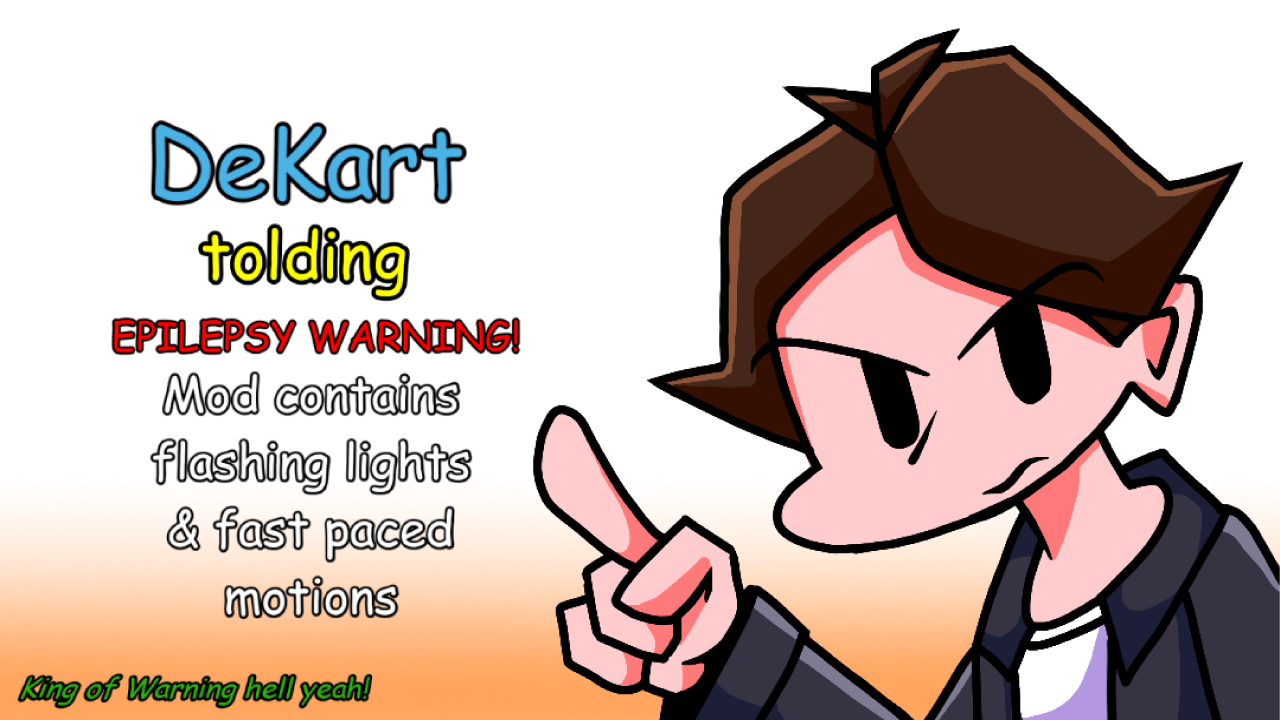 DeKart
tolding
EPILEPSY WARNING!
Mod contains
flashing lights
& fast paced
motions
King of Warning hell yeah!